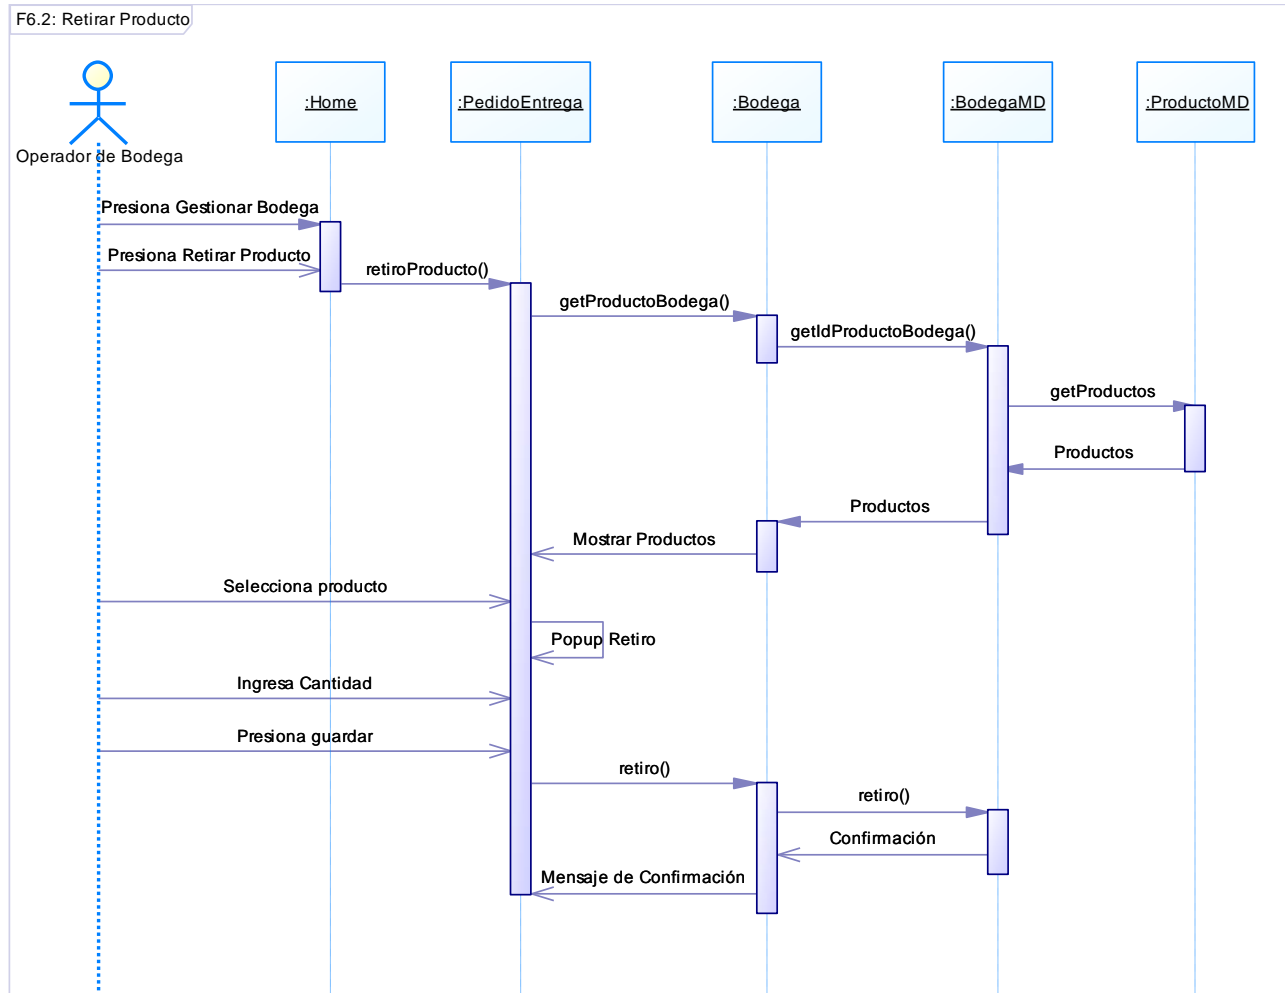 F6.2: Retirar Producto
:Home
:PedidoEntrega
:Bodega
:BodegaMD
:ProductoMD
Operador de Bodega
Presiona Gestionar Bodega
Presiona Retirar Producto
retiroProducto()
getProductoBodega()
getIdProductoBodega()
getProductos
Productos
Productos
Mostrar Productos
Selecciona producto
Popup Retiro
Ingresa Cantidad
Presiona guardar
retiro()
retiro()
Confirmación
Mensaje de Confirmación